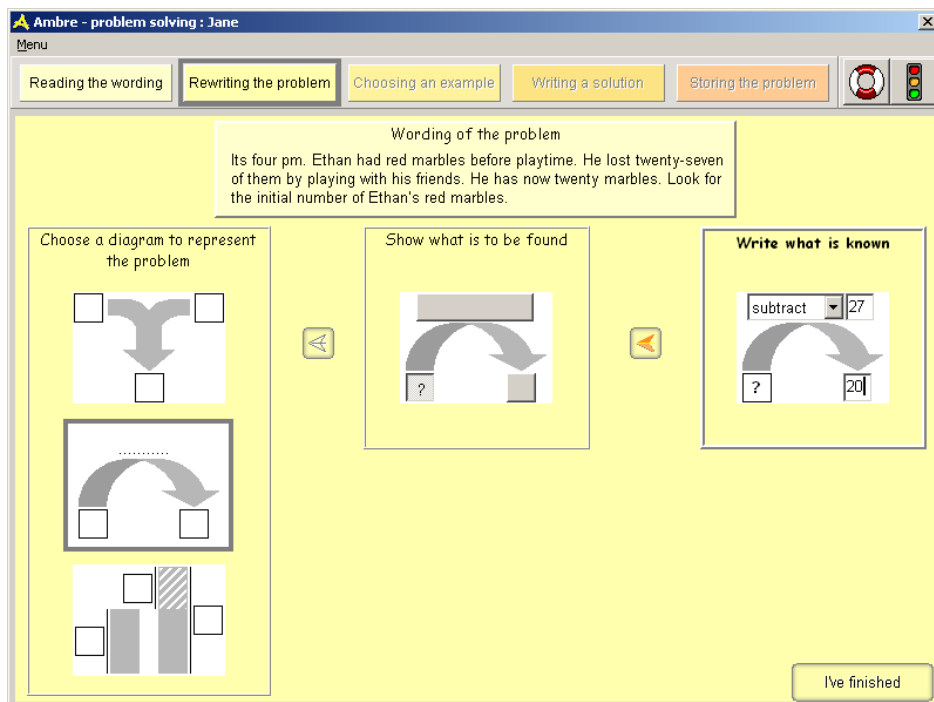 Ambre - problem solving : Jane
Menu
Reading the wording
Rewriting the problem
Choosing an example
Writing a solution
Storing the problem
Wording of the problem
Its four pm. Ethan had red marbles before playtime. He lost twenty-seven
of them by playing with his friends. He has now twenty marbles. Look for
the initial number of Ethan's red marbles.
Choose a diagram to represent
the problem
...........
Show what is to be found
?
Write what is known
subtract 27
? 20
I've finished